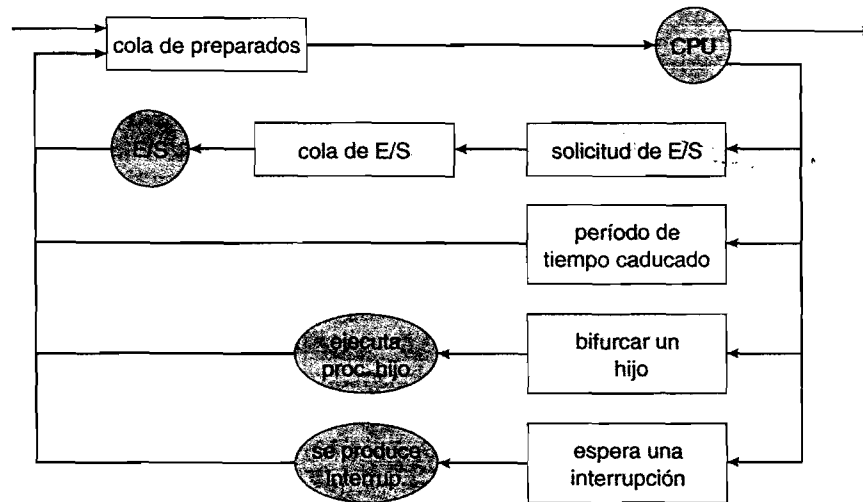 cola de preparados
CPU
E/S
cola de E/S
solicitud de E/S
período de
tiempo caducado
ejecuta
proc. hijo
bifurcar un
hijo
se produce
interrup.
espera una
interrupción